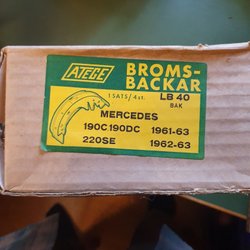 ATEGE
BROMS-
BACKAR
1 SATS/4 st. LB 40
BAK
MERCEDES
190C 190DC 1961-63
220SE 1962-63